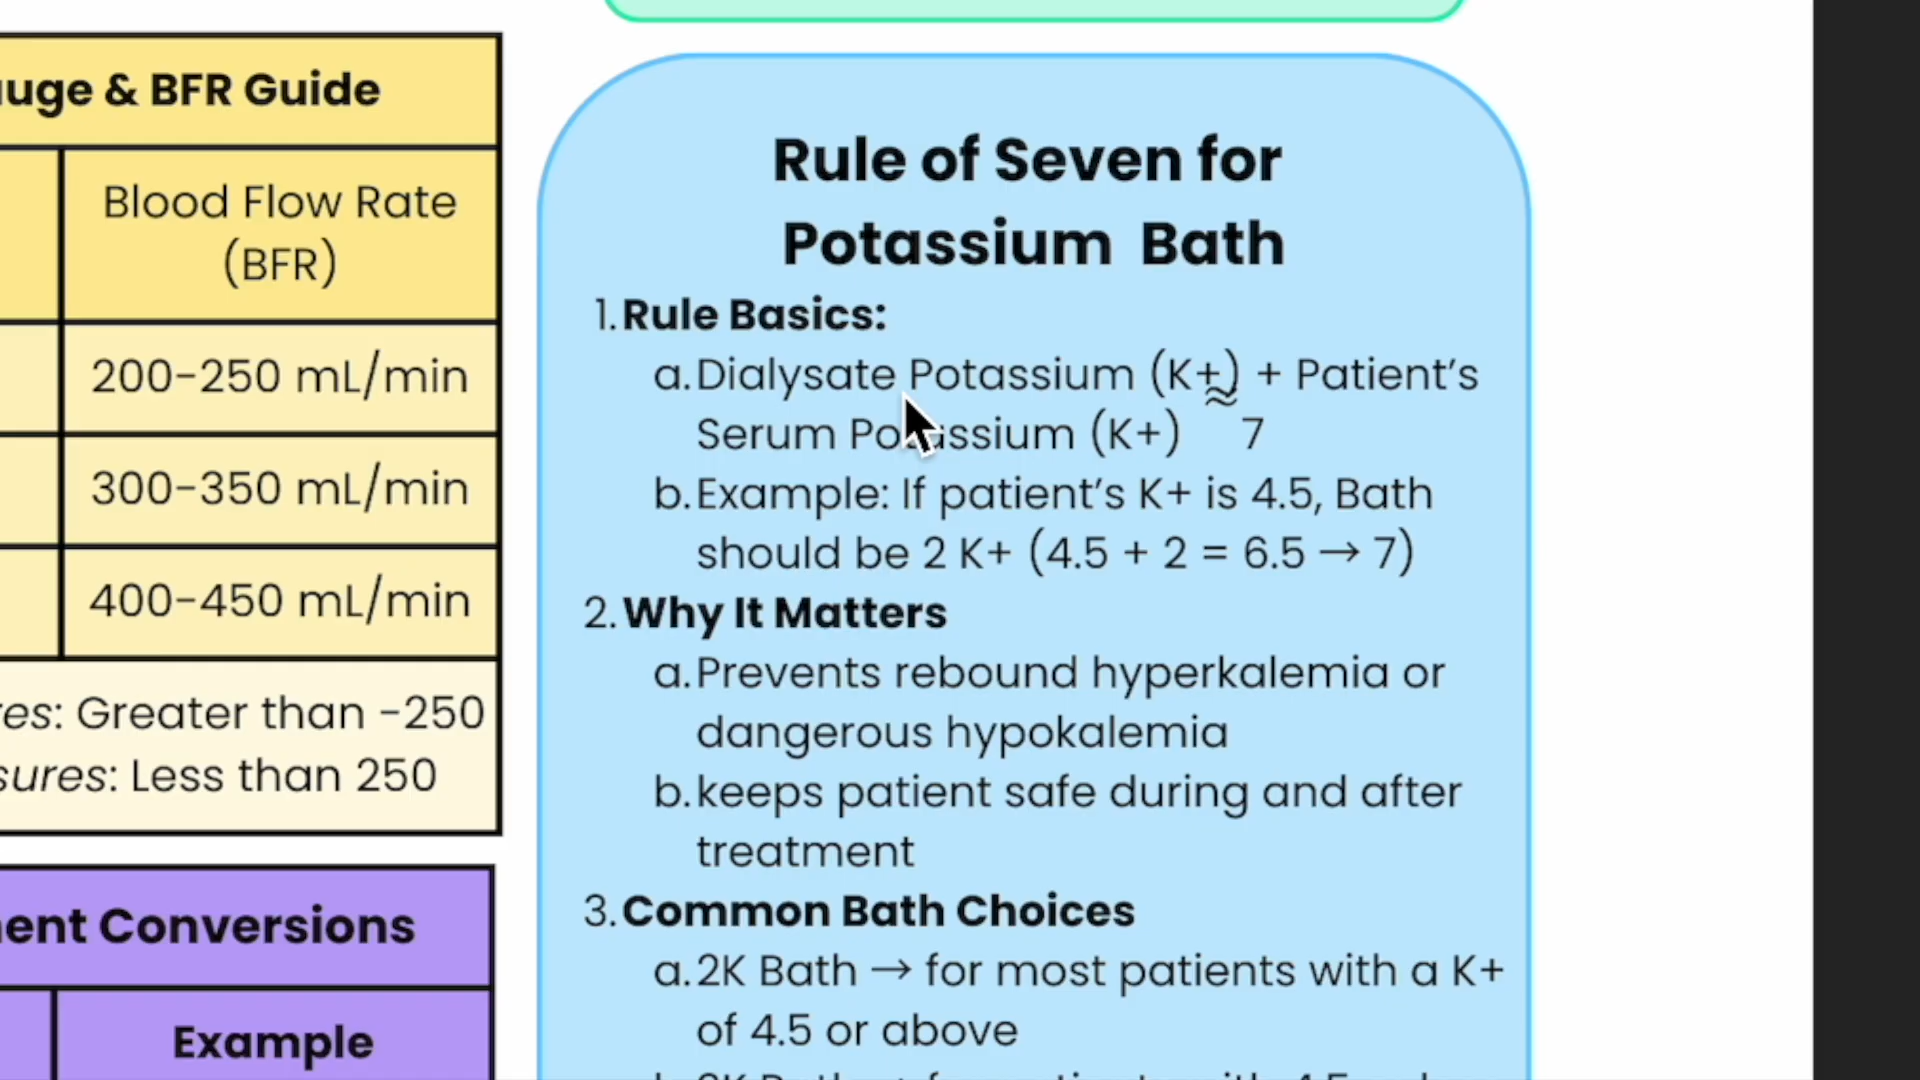 uge & BFR Guide
Blood Flow Rate
(BFR)
200-250 mL/min
300-350 mL/min
400-450 mL/min
es: Greater than -250
sures: Less than 250
ent Conversions
Example
Rule of Seven for
Potassium Bath
1. Rule Basics:
a. Dialysate Potassium (K+) + Patient's
Serum Potassium (K+) ≈ 7
b. Example: If patient's K+ is 4.5, Bath
should be 2 K+ (4.5 + 2 = 6.5 → 7)
2. Why It Matters
a. Prevents rebound hyperkalemia or
dangerous hypokalemia
b. keeps patient safe during and after
treatment
3. Common Bath Choices
a. 2K Bath → for most patients with a K+
of 4.5 or above